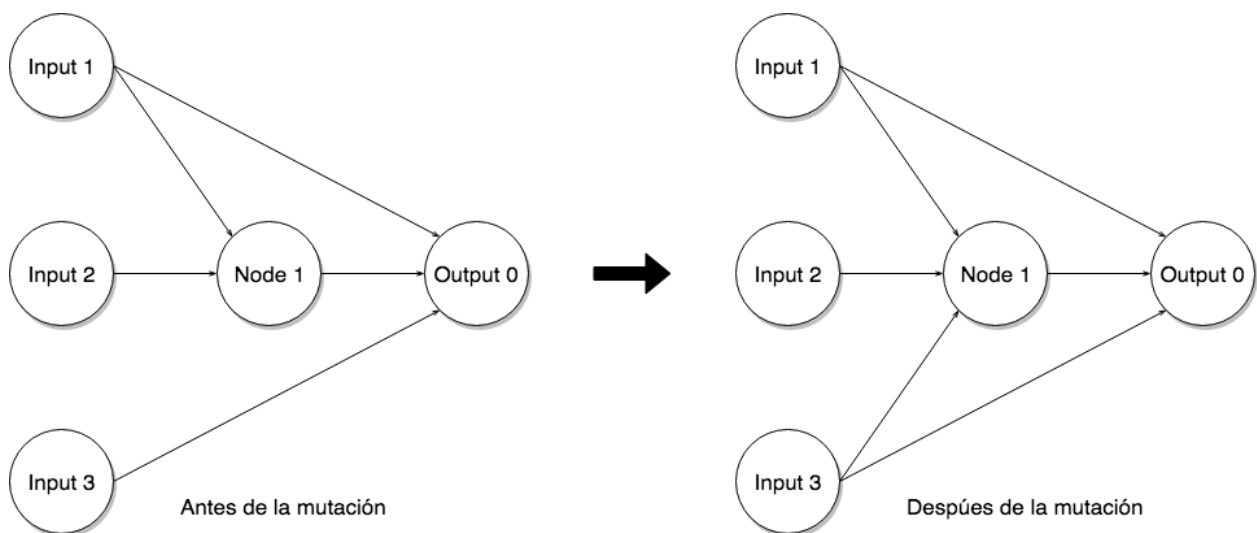 Input 1
Input 2
Node 1
Output 0
Input 3
Antes de la mutación
Input 1
Input 2
Node 1
Output 0
Input 3
Despúes de la mutación